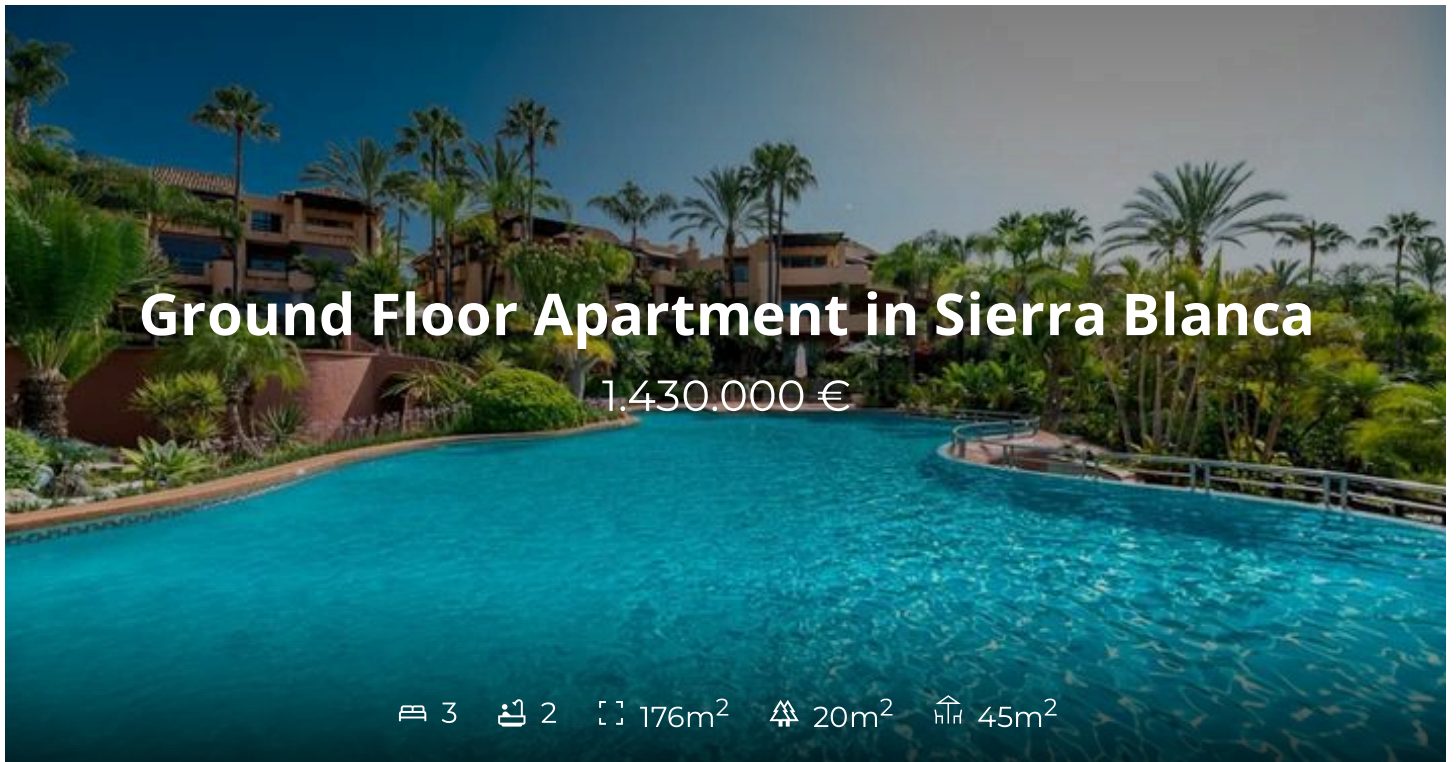 Ground Floor Apartment in Sierra Blanca
1.430.000 €
3 2 176m² 20m² 45m²